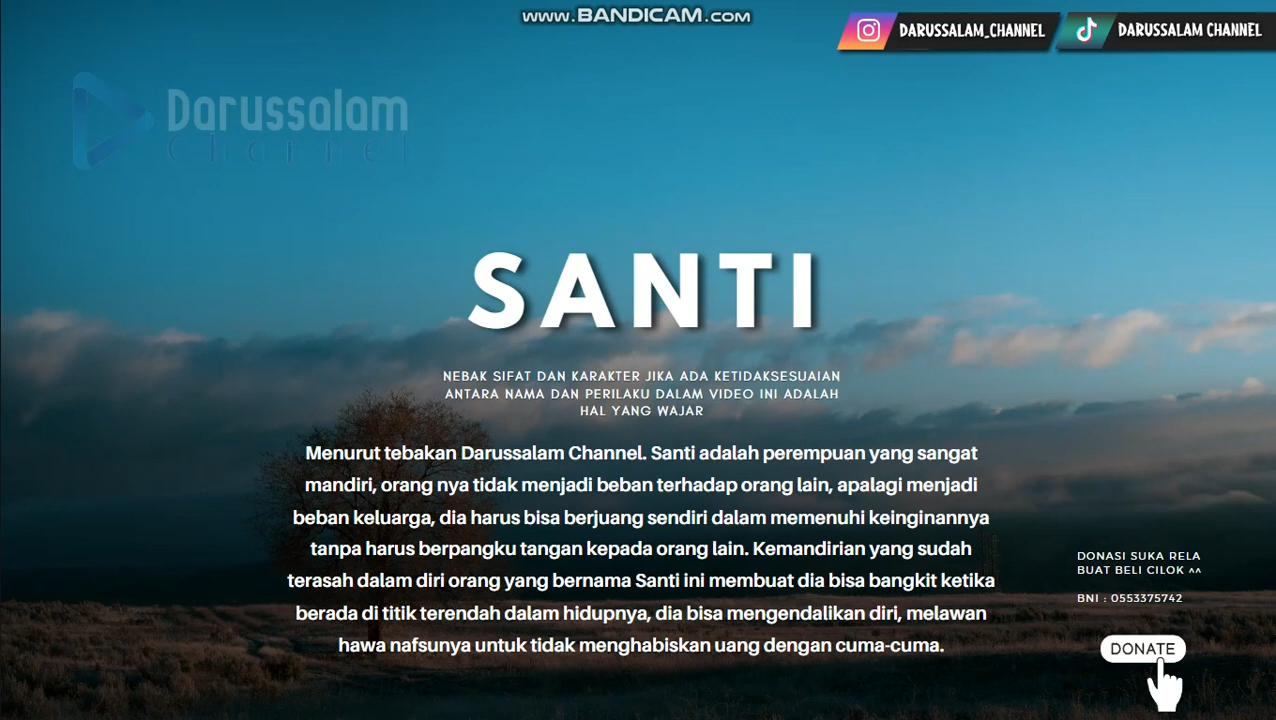 www.BANDICAM.com
DARUSSALAM_CHANNEL
DARUSSALAM CHANNEL
Darussalam
Channel
SANTI
NEBAK SIFAT DAN KARAKTER JIKA ADA KETIDAKSESUAIAN
ANTARA NAMA DAN PERILAKU DALAM VIDEO INI ADALAH
HAL YANG WAJAR
Menurut tebakan Darussalam Channel. Santi adalah perempuan yang sangat
mandiri, orang nya tidak menjadi beban terhadap orang lain, apalagi menjadi
beban keluarga, dia harus bisa berjuang sendiri dalam memenuhi keinginannya
tanpa harus berpangku tangan kepada orang lain. Kemandirian yang sudah
terasah dalam diri orang yang bernama Santi ini membuat dia bisa bangkit ketika
berada di titik terendah dalam hidupnya, dia bisa mengendalikan diri, melawan
hawa nafsunya untuk tidak menghabiskan uang dengan cuma-cuma.
DONASI SUKA RELA
BUAT BELI CILOK ^^
BNI : 0553375742
DONATE